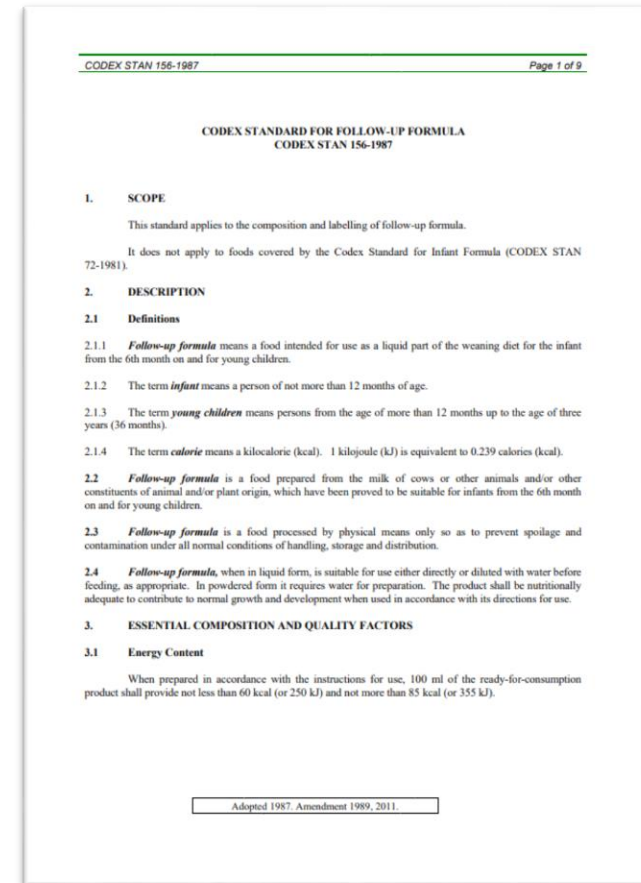 CODEX STAN 156-1987 Page 1 of 9
CODEX STANDARD FOR FOLLOW-UP FORMULA
CODEX STAN 156-1987
1. SCOPE
This standard applies to the composition and labelling of follow-up formula.
It does not apply to foods covered by the Codex Standard for Infant Formula (CODEX STAN
72-1981).
2. DESCRIPTION
2.1 Definitions
2.1.1 Follow-up formula means a food intended for use as a liquid part of the weaning diet for the infant
from the 6th month on and for young children.
2.1.2 The term infant means a person of not more than 12 months of age.
2.1.3 The term young children means persons from the age of more than 12 months up to the age of three
years (36 months).
2.1.4 The term calorie means a kilocalorie (kcal). 1 kilojoule (kJ) is equivalent to 0.239 calories (kcal).
2.2 Follow-up formula is a food prepared from the milk of cows or other animals and/or other
constituents of animal and/or plant origin, which have been proved to be suitable for infants from the 6th month
on and for young children.
2.3 Follow-up formula is a food processed by physical means only so as to prevent spoilage and
contamination under all normal conditions of handling, storage and distribution.
2.4 Follow-up formula, when in liquid form, is suitable for use either directly or diluted with water before
feeding, as appropriate. In powdered form it requires water for preparation. The product shall be nutritionally
adequate to contribute to normal growth and development when used in accordance with its directions for use.
3. ESSENTIAL COMPOSITION AND QUALITY FACTORS
3.1 Energy Content
When prepared in accordance with the instructions for use, 100 ml of the ready-for-consumption
product shall provide not less than 60 kcal (or 250 kJ) and not more than 85 kcal (or 355 kJ).
Adopted 1987. Amendment 1989, 2011.